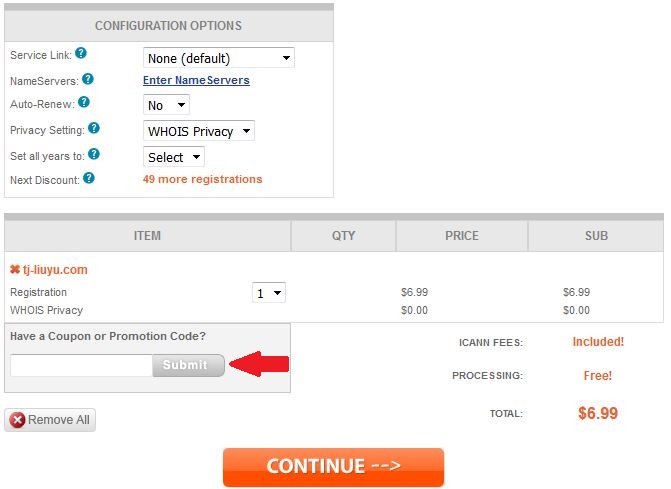 CONFIGURATION OPTIONS
Service Link: ? None (default)
NameServers: ? Enter NameServers
Auto-Renew: ? No
Privacy Setting: ? WHOIS Privacy
Set all years to: ? Select
Next Discount: ? 49 more registrations
ITEM QTY PRICE SUB
tj-liuyu.com
Registration 1 $6.99 $6.99
WHOIS Privacy $0.00 $0.00
Have a Coupon or Promotion Code?
Submit
ICANN FEES: Included!
PROCESSING: Free!
TOTAL: $6.99
Remove All
CONTINUE -->